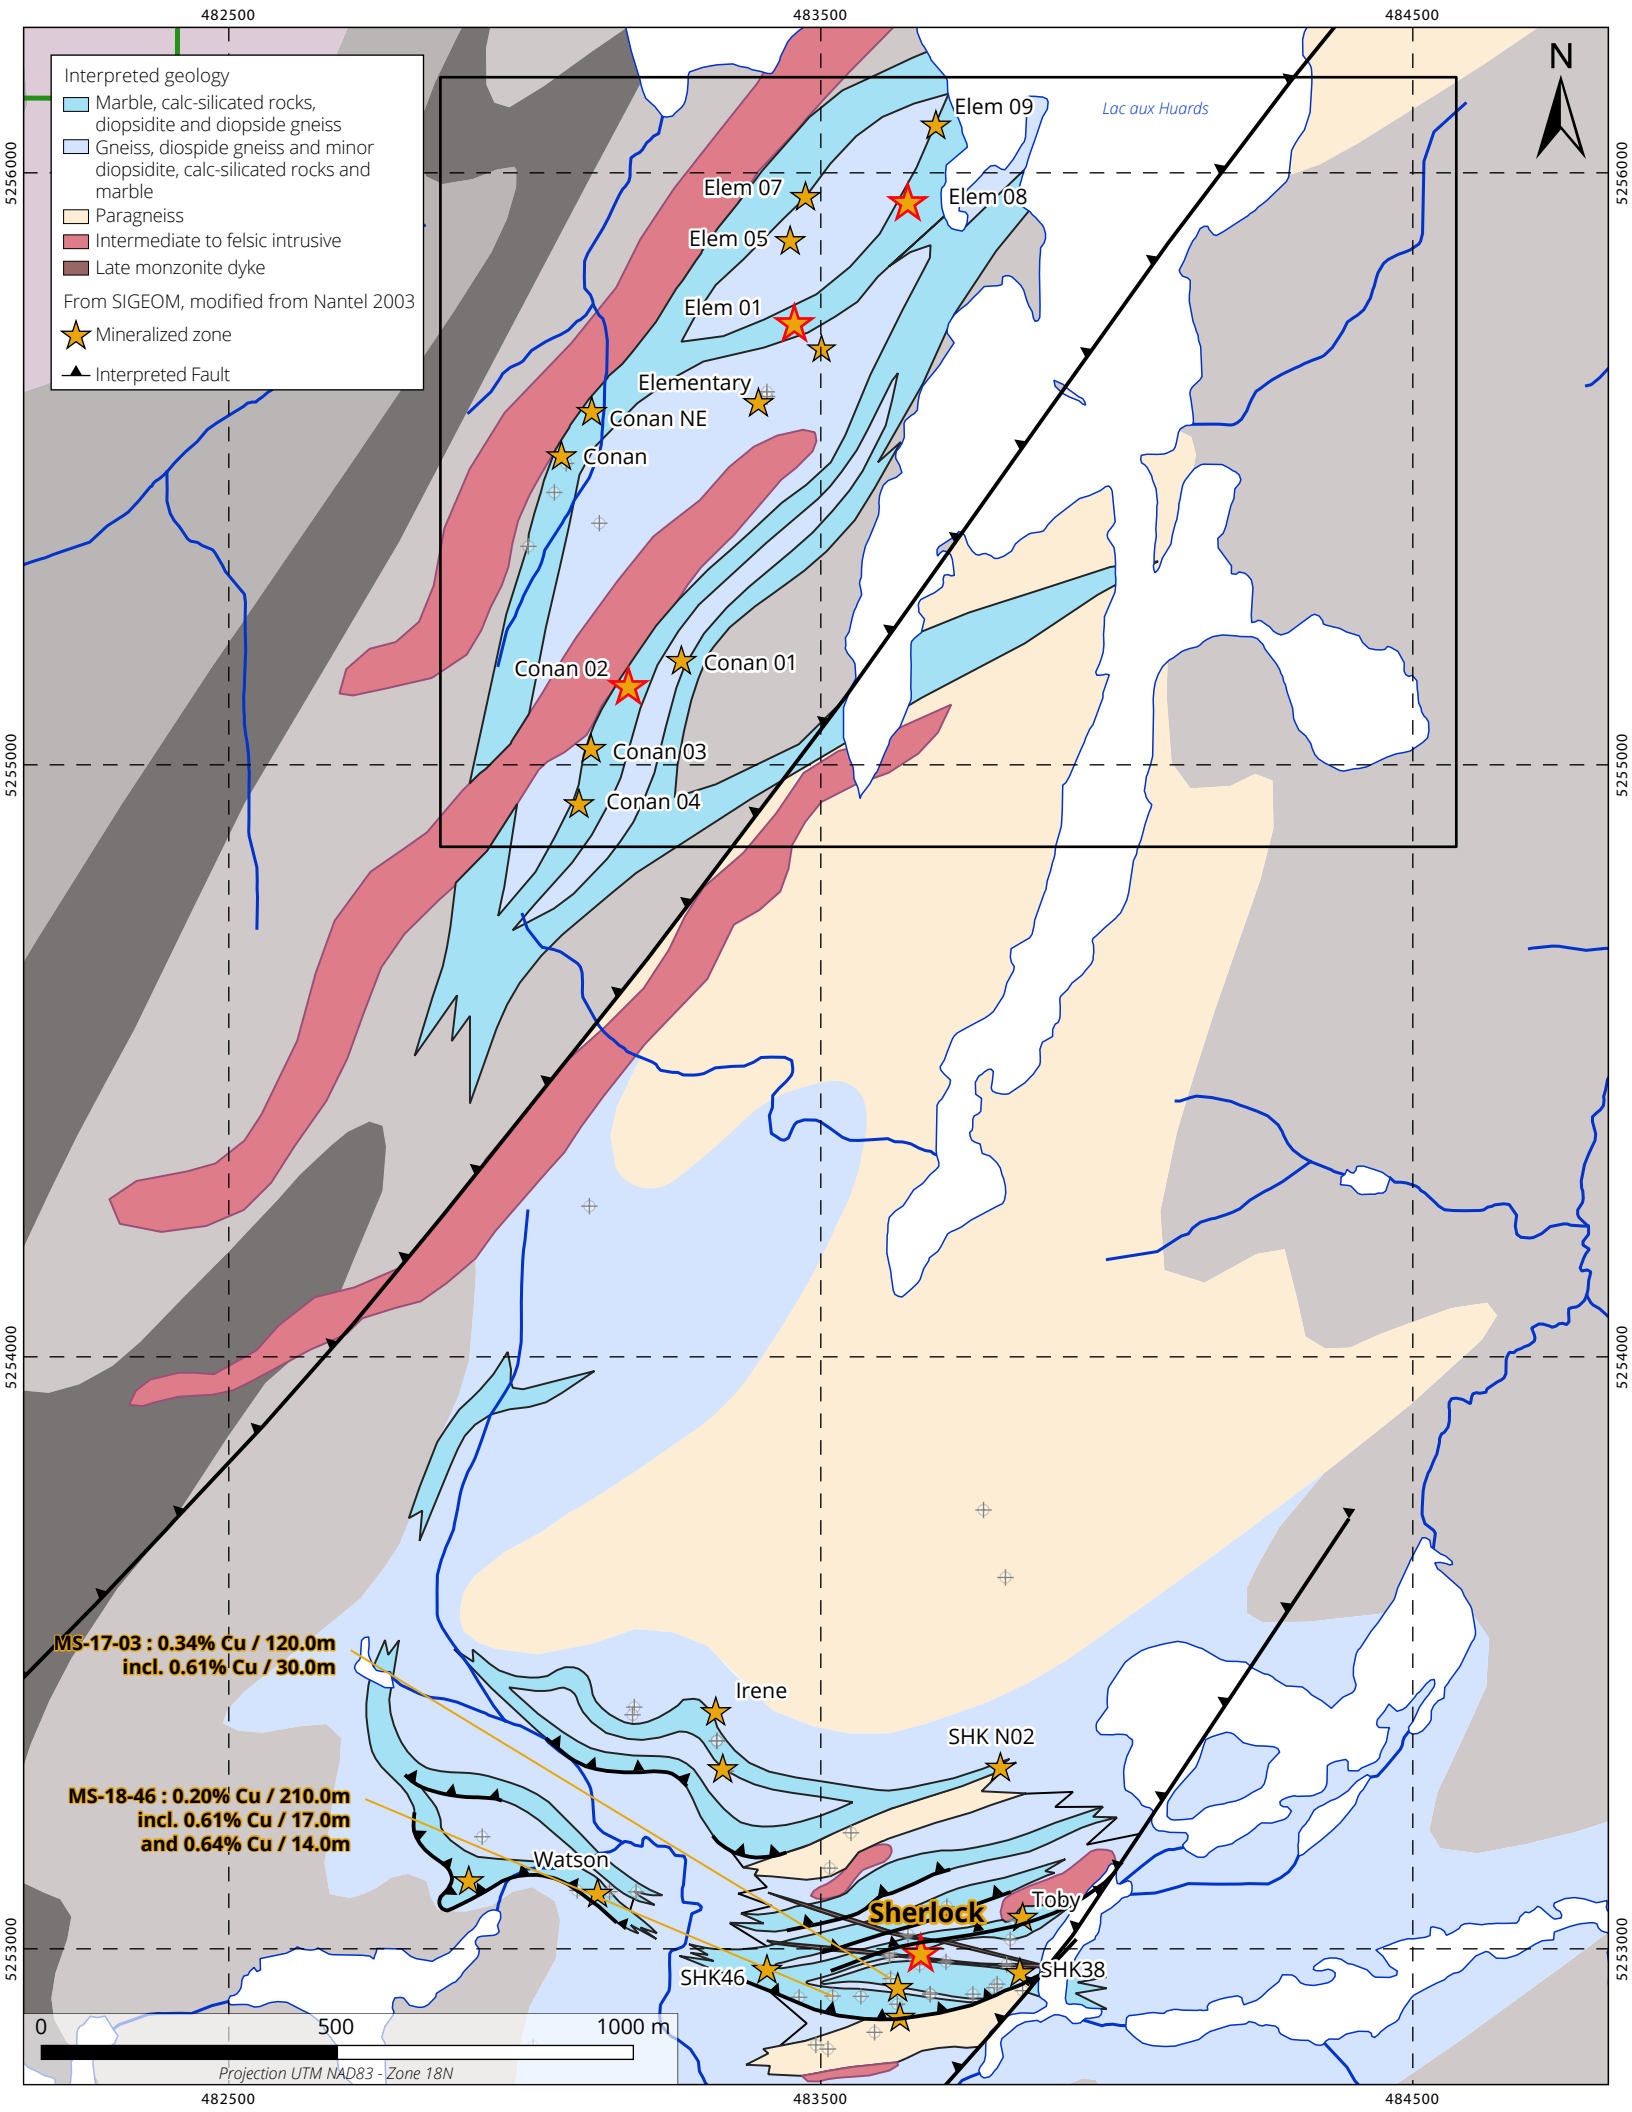 482500
483500
484500
N
Interpreted geology
Marble, calc-silicated rocks,
diopsidite and diopside gneiss
Gneiss, diospide gneiss and minor
diopsidite, calc-silicated rocks and
marble
Paragneiss
Intermediate to felsic intrusive
Late monzonite dyke
From SIGEOM, modified from Nantel 2003
Mineralized zone
Interpreted Fault
Lac aux Huards
Elem 09
5256000
5256000
Elem 07
Elem 08
Elem 05
Elem 01
Elementary
Conan NE
Conan
Conan 02
Conan 01
Conan 03
5255000
5255000
Conan 04
5254000
5254000
MS-17-03 : 0.34% Cu / 120.0m
incl. 0.61% Cu / 30.0m
Irene
SHK N02
MS-18-46 : 0.20% Cu / 210.0m
incl. 0.61% Cu / 17.0m
and 0.64% Cu / 14.0m
Watson
Toby
Sherlock
5253000
5253000
SHK46
SHK38
0
500
1000 m
Projection UTM NAD83 - Zone 18N
482500
483500
484500